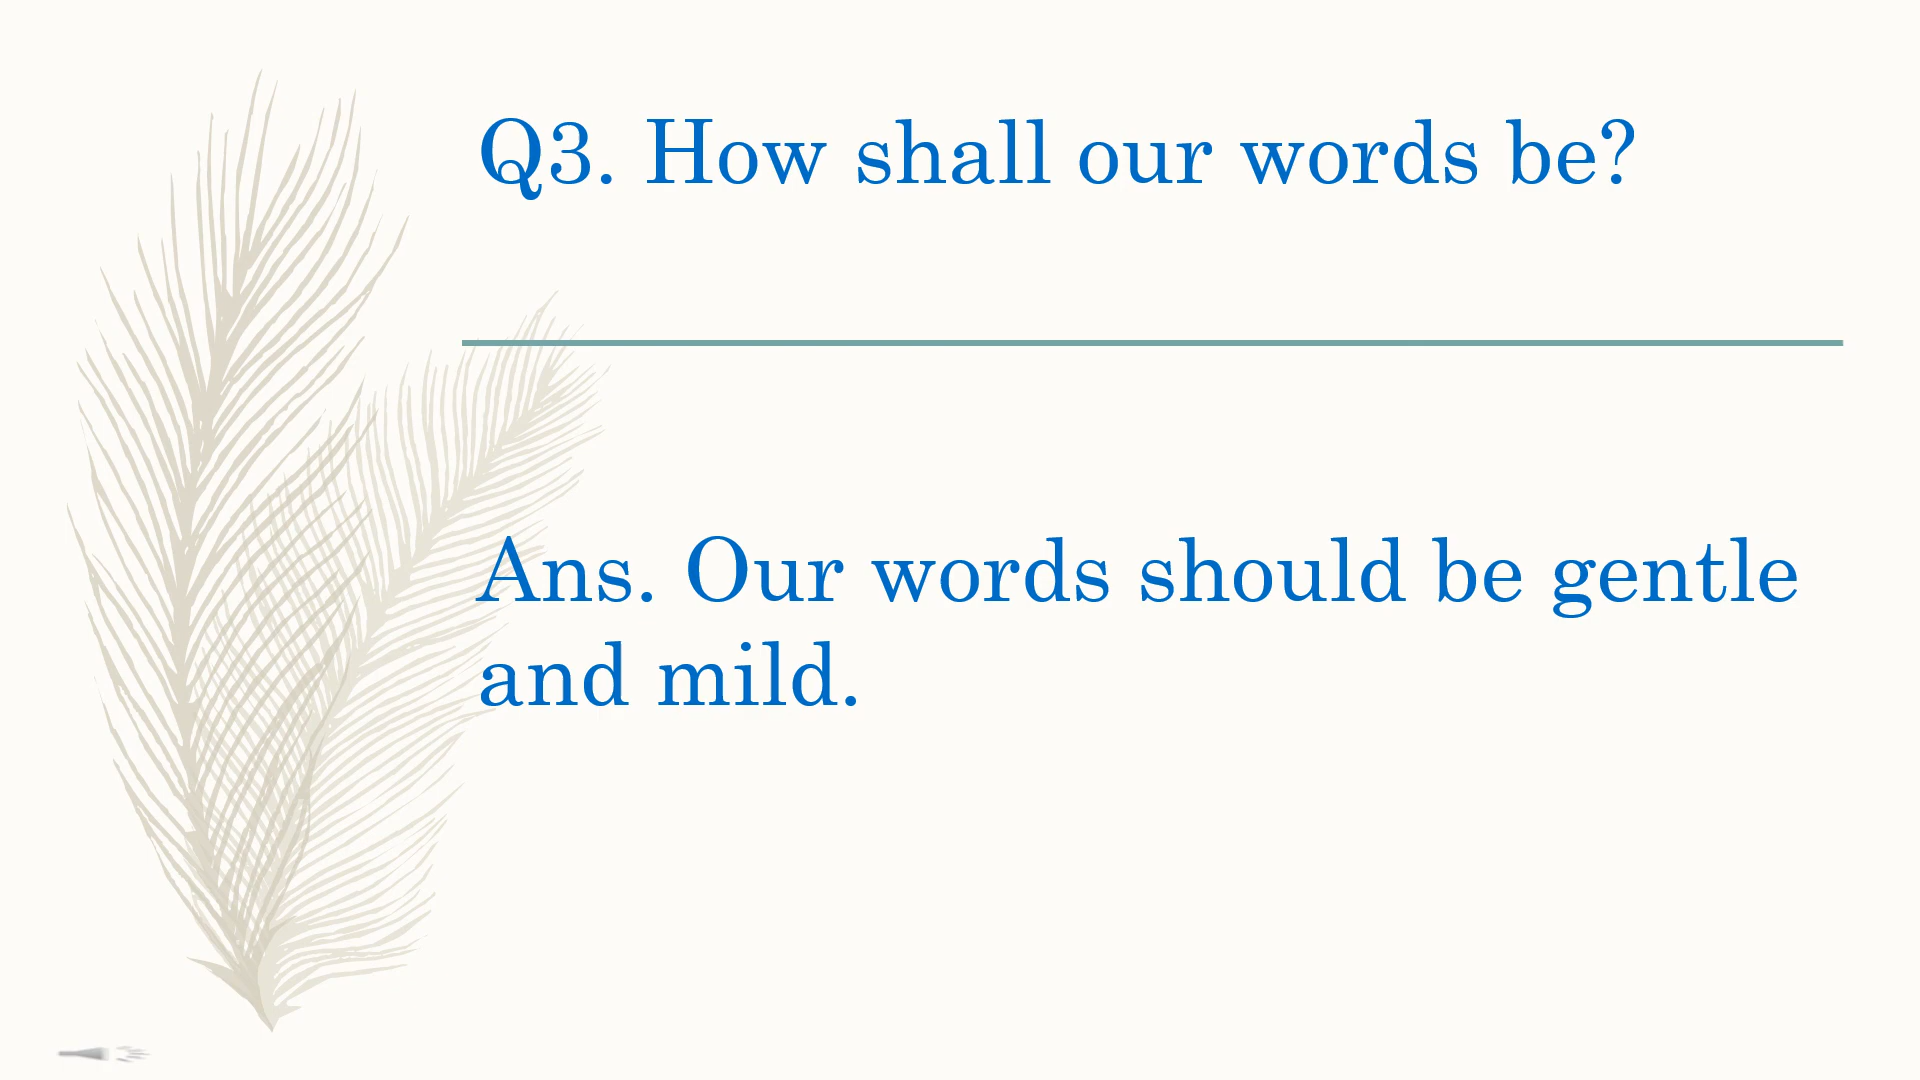 Q3. How shall our words be?
Ans. Our words should be gentle
and mild.